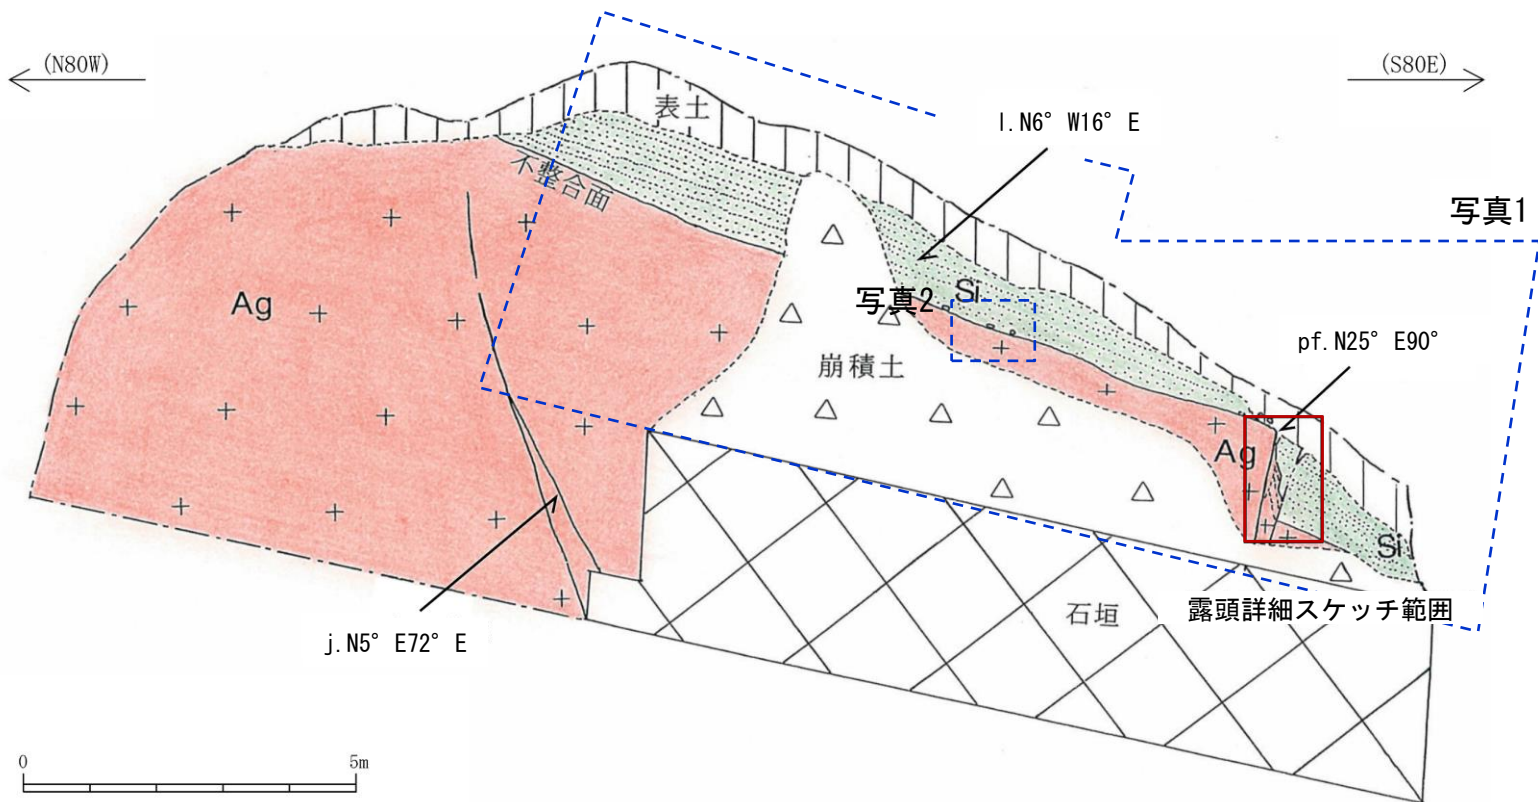 (N80W)
(S80E)
表土
l.N6° W16° E
不整合面
写真1
Ag
Si
写真2
pf.N25° E90°
崩積土
Ag
Si
石垣
露頭詳細スケッチ範囲
j.N5° E72° E
0
5m